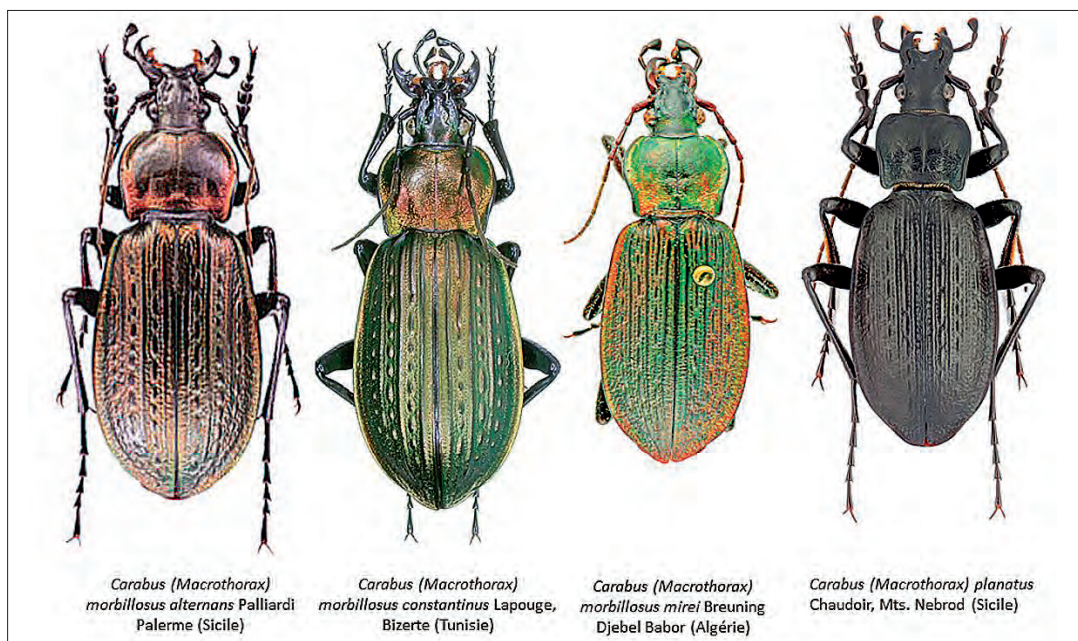 Carabus (Macrothorax)
morbillosus alternans Palliardi
Palerme (Sicile)
Carabus (Macrothorax)
morbillosus constantinus Lapouge,
Bizerte (Tunisie)
Carabus (Macrothorax)
morbillosus mirei Breuning
Djebel Babor (Algérie)
Carabus (Macrothorax) planatus
Chaudoir, Mts. Nebrod (Sicile)